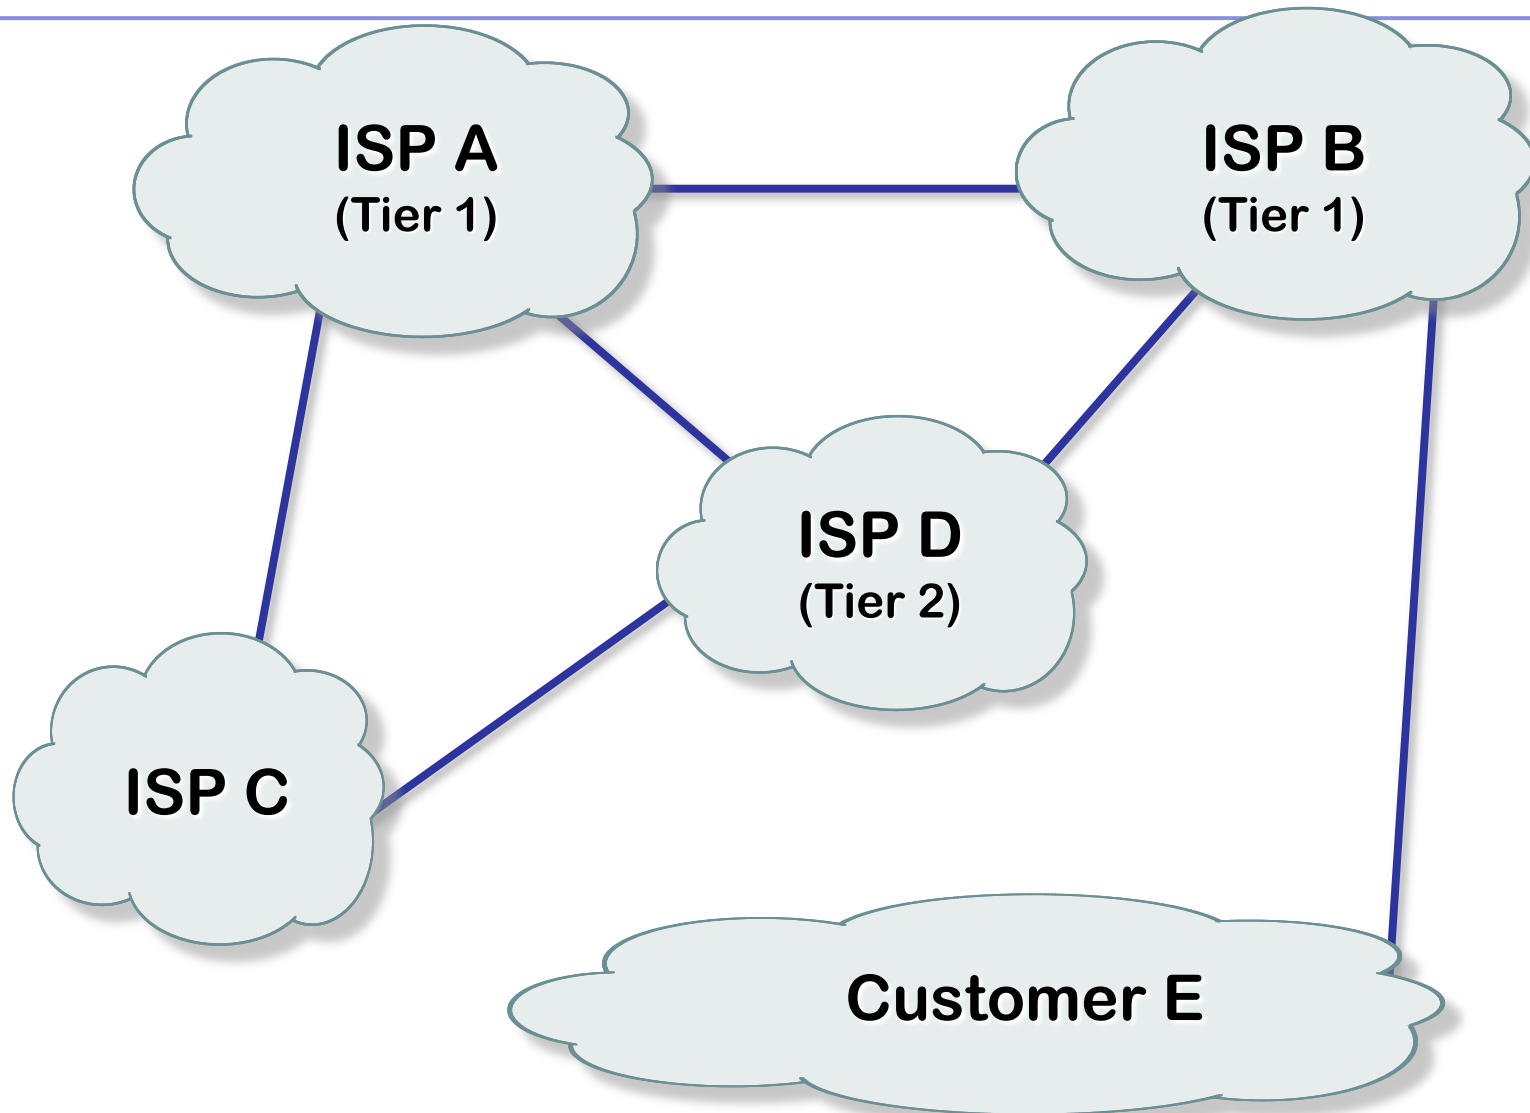 ISP A
(Tier 1)
ISP B
(Tier 1)
ISP D
(Tier 2)
ISP C
Customer E